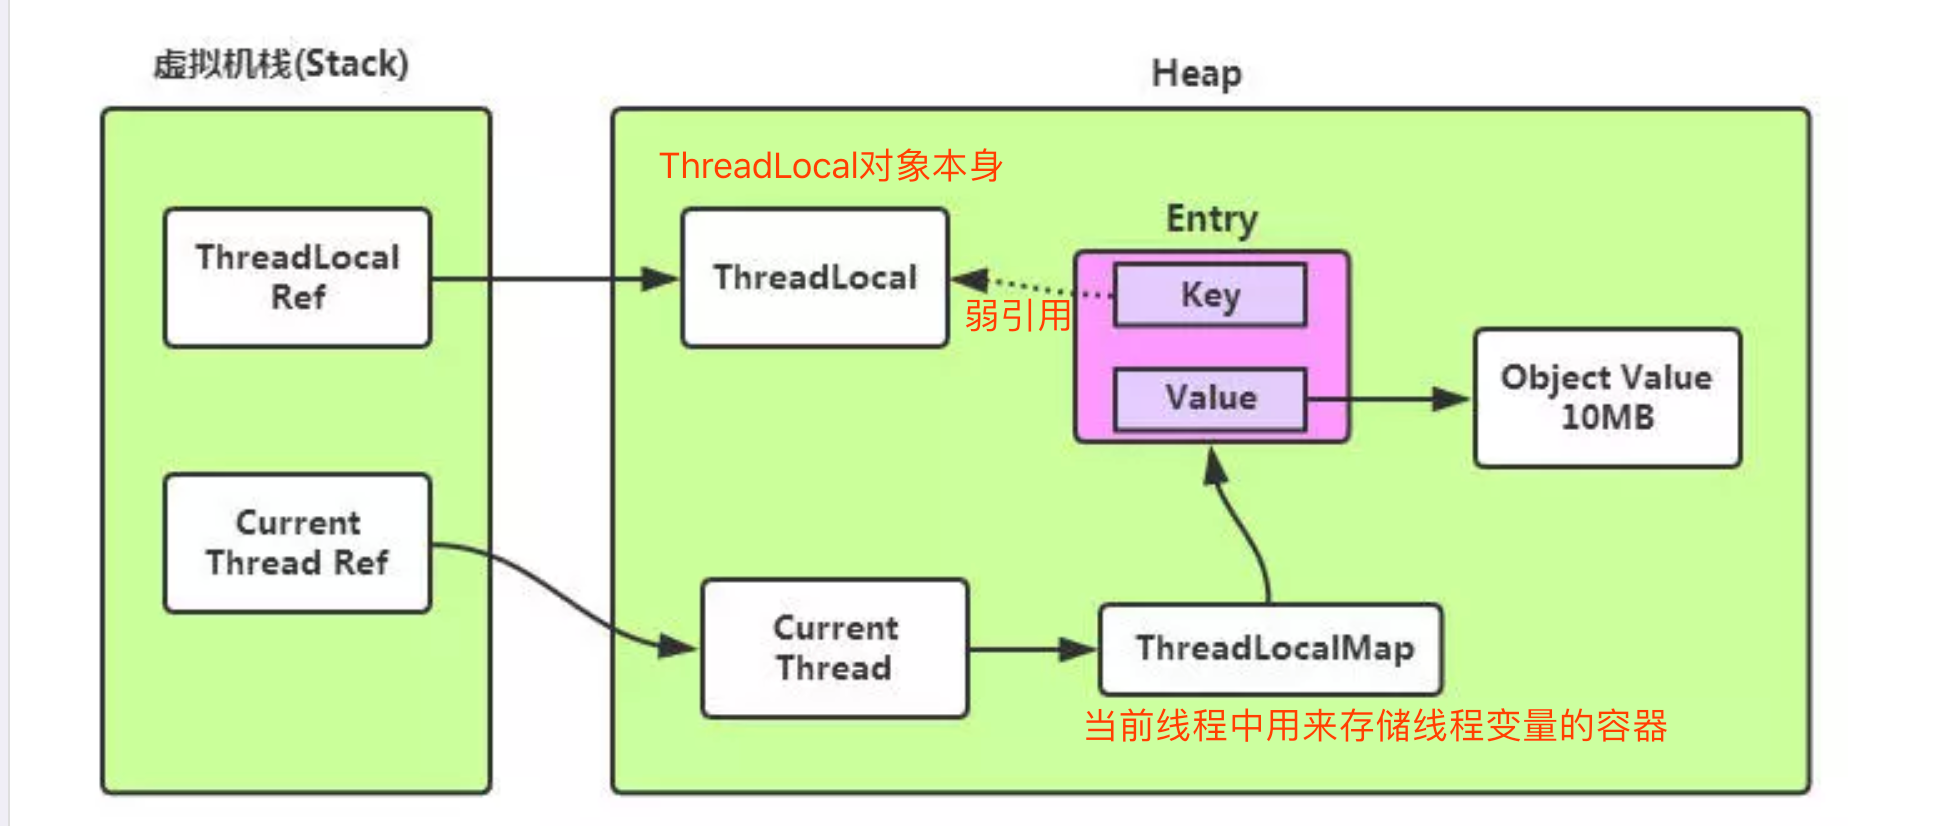 虚拟机栈(Stack)
Heap
ThreadLocal对象本身
Entry
ThreadLocal
Ref
ThreadLocal
Key
弱引用
Value
Object Value
10MB
Current
Thread Ref
Current
Thread
ThreadLocalMap
当前线程中用来存储线程变量的容器